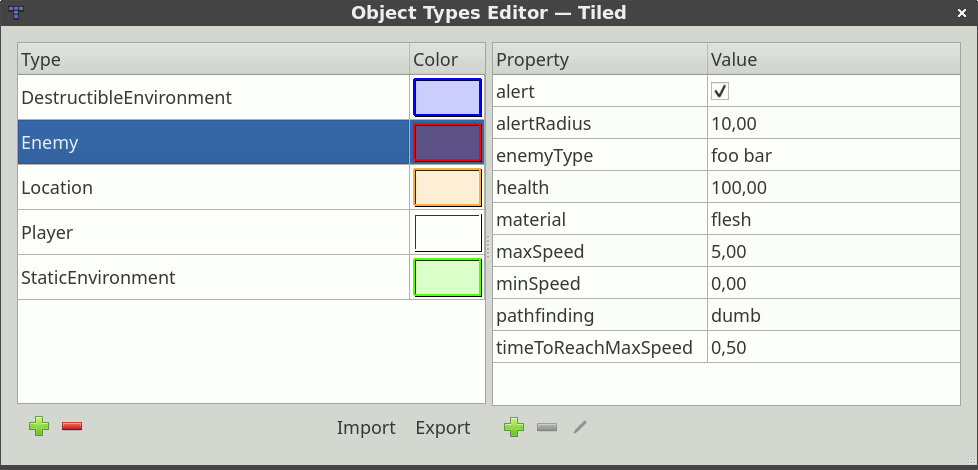 Object Types Editor — Tiled
Type Color
DestructibleEnvironment
Enemy
Location
Player
StaticEnvironment
Import Export
Property Value
alert
alertRadius 10,00
enemyType foo bar
health 100,00
material flesh
maxSpeed 5,00
minSpeed 0,00
pathfinding dumb
timeToReachMaxSpeed 0,50